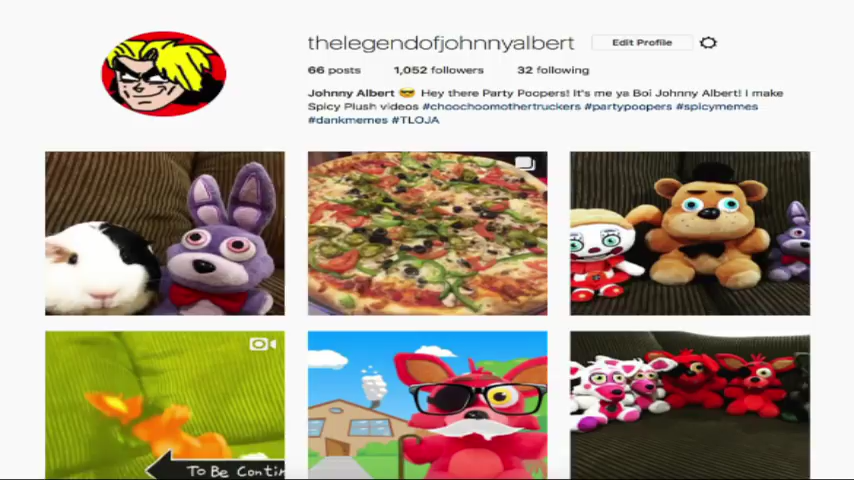 thelegendofjohnnyalbert Edit Profile
66 posts 1,052 followers 32 following
Johnny Albert 😎 Hey there Party Poopers! It's me ya Boi Johnny Albert! I make
Spicy Plush videos #choochoomothertruckers #partypoopers #spicymemes
#dankmemes #TLOJA
To Be Contin